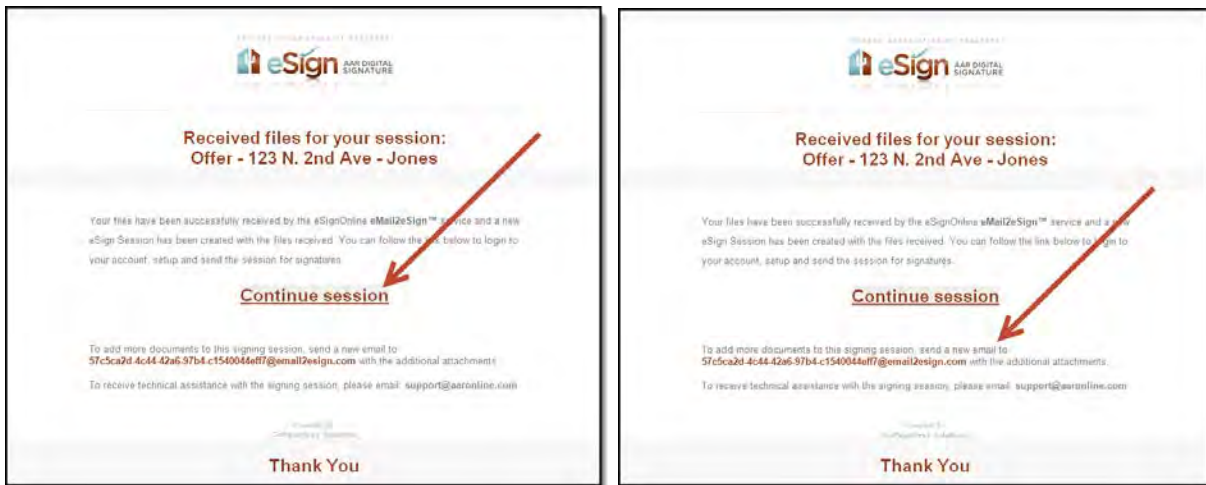 eSign AAR DIGITAL
SIGNATURE
Received files for your session:
Offer - 123 N. 2nd Ave - Jones
Your files have been successfully received by the eSignOnline eMail2eSign™ service and a new
eSign Session has been created with the files received. You can follow the link below to login to
your account, setup and send the session for signatures.
Continue session
To add more documents to this signing session, send a new email to
57c5ca2d-4c44-42a6-97b4-c1540044eff7@email2esign.com with the additional attachments.
To receive technical assistance with the signing session, please email: support@aaronline.com
Thank You
eSign AAR DIGITAL
SIGNATURE
Received files for your session:
Offer - 123 N. 2nd Ave - Jones
Your files have been successfully received by the eSignOnline eMail2eSign™ service and a new
eSign Session has been created with the files received. You can follow the link below to login to
your account, setup and send the session for signatures.
Continue session
To add more documents to this signing session, send a new email to
57c5ca2d-4c44-42a6-97b4-c1540044eff7@email2esign.com with the additional attachments.
To receive technical assistance with the signing session, please email: support@aaronline.com
Thank You